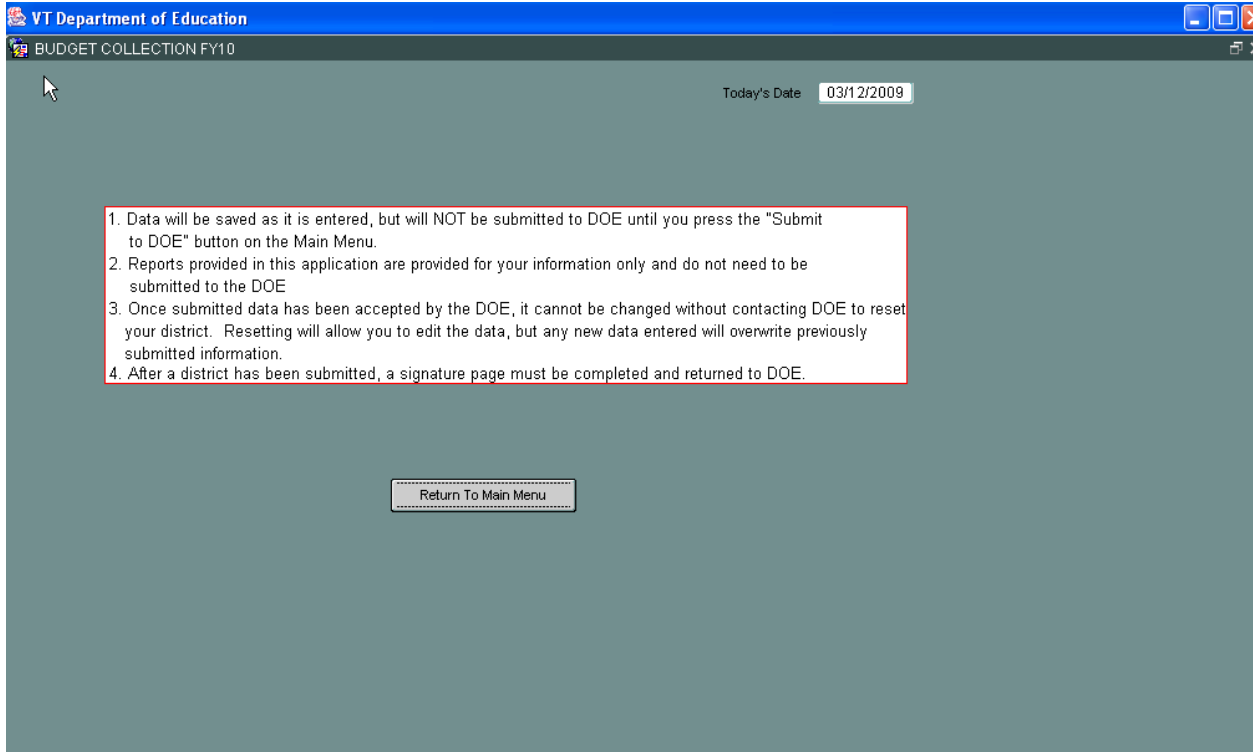 VT Department of Education
BUDGET COLLECTION FY10
Today's Date 03/12/2009
1. Data will be saved as it is entered, but will NOT be submitted to DOE until you press the "Submit
to DOE" button on the Main Menu.
2. Reports provided in this application are provided for your information only and do not need to be
submitted to the DOE
3. Once submitted data has been accepted by the DOE, it cannot be changed without contacting DOE to reset
your district.  Resetting will allow you to edit the data, but any new data entered will overwrite previously
submitted information.
4. After a district has been submitted, a signature page must be completed and returned to DOE.
Return To Main Menu